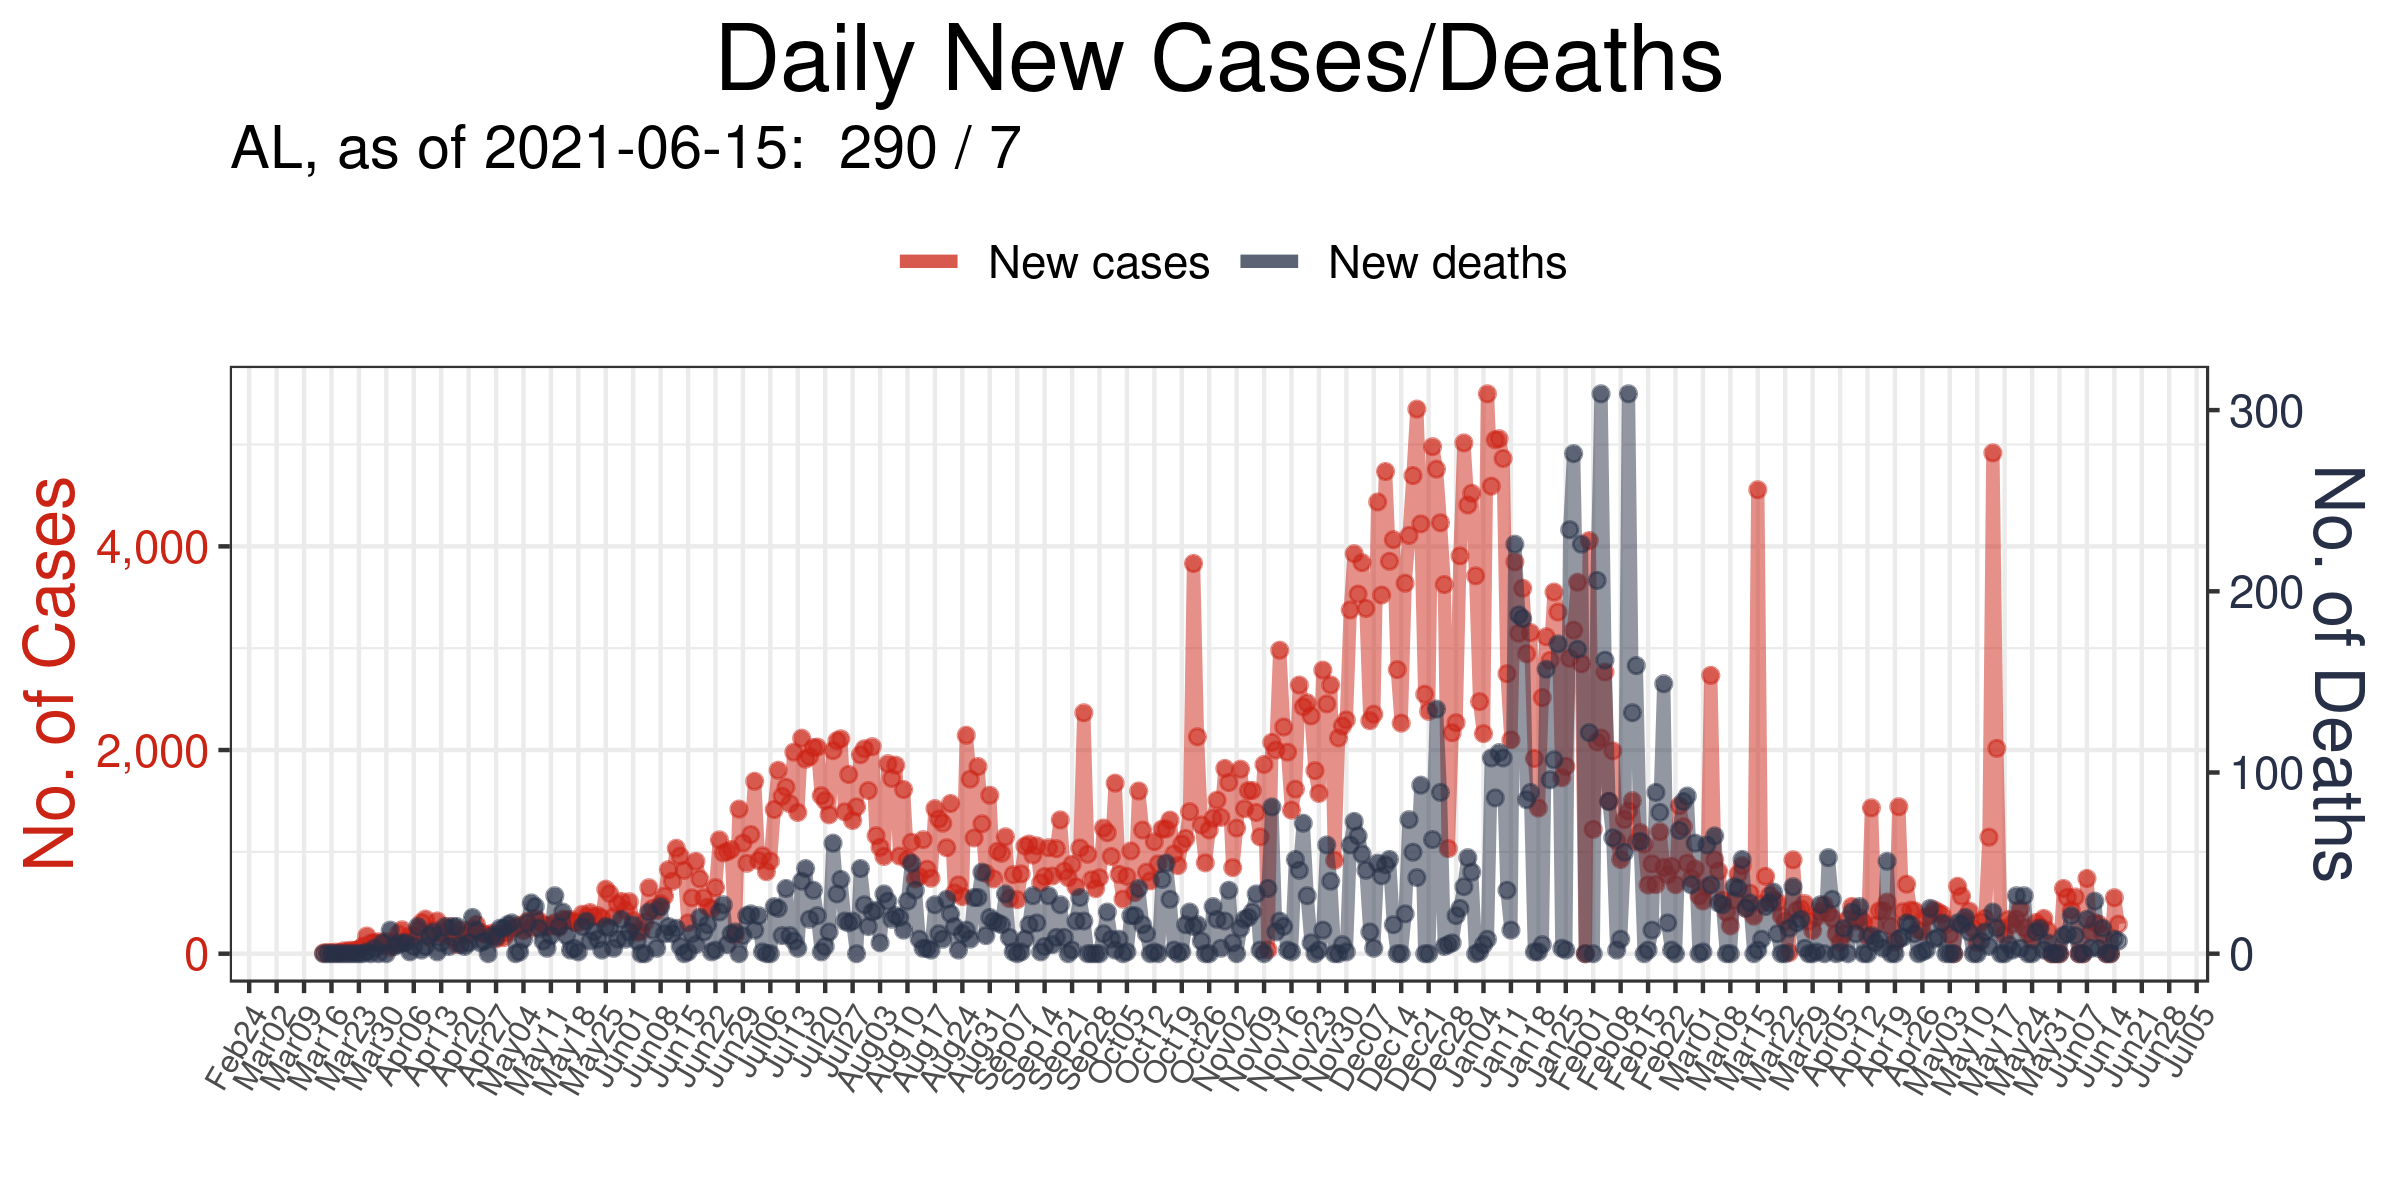 Daily New Cases/Deaths
AL, as of 2021-06-15: 290 / 7
New cases New deaths
No. of Cases
4,000
2,000
0
300
200
100
0
No. of Deaths
Feb24 Mar02 Mar09 Mar16 Mar23 Mar30 Apr06 Apr13 Apr20 Apr27 May04 May11 May18 May25 Jun01 Jun08 Jun15 Jun22 Jun29 Jul06 Jul13 Jul20 Jul27 Aug03 Aug10 Aug17 Aug24 Aug31 Sep07 Sep14 Sep21 Sep28 Oct05 Oct12 Oct19 Oct26 Nov02 Nov09 Nov16 Nov23 Nov30 Dec07 Dec14 Dec21 Dec28 Jan04 Jan11 Jan18 Jan25 Feb01 Feb08 Feb15 Feb22 Mar01 Mar08 Mar15 Mar22 Mar29 Apr05 Apr12 Apr19 Apr26 May03 May10 May17 May24 May31 Jun07 Jun14 Jun21 Jun28 Jul05